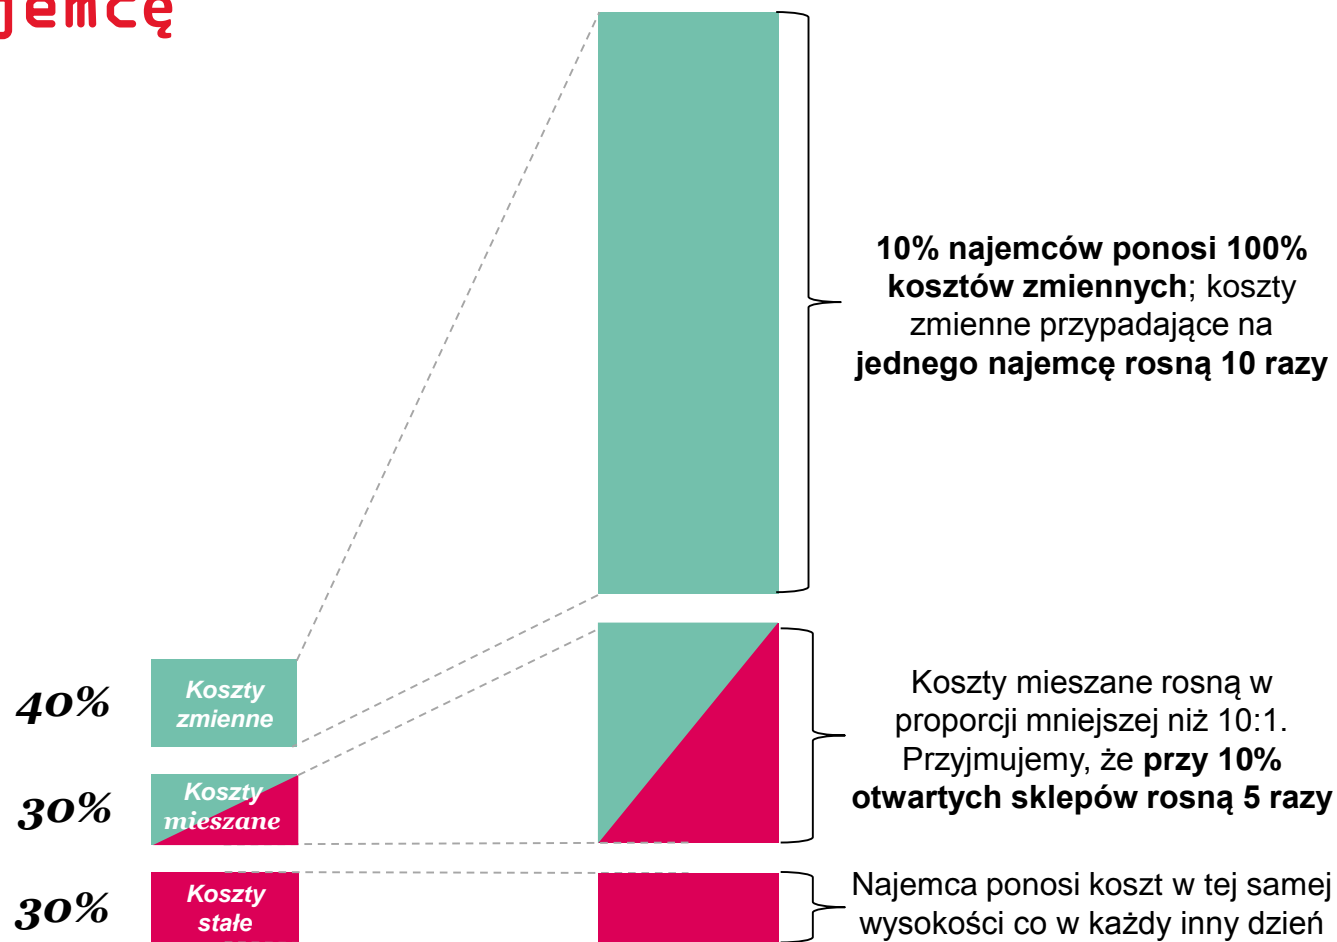 jemcę
10% najemców ponosi 100%
kosztów zmiennych; koszty
zmienne przypadające na
jednego najemcę rosną 10 razy
40%
Koszty
zmienne
Koszty mieszane rosną w
proporcji mniejszej niż 10:1.
Przyjmujemy, że przy 10%
otwartych sklepów rosną 5 razy
30%
Koszty
mieszane
30%
Koszty
stałe
Najemca ponosi koszt w tej samej
wysokości co w każdy inny dzień